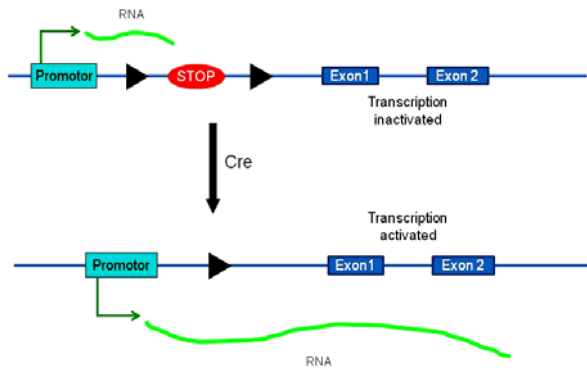 RNA
Promotor
STOP
Exon1
Exon 2
Transcription
inactivated
Cre
Transcription
activated
Promotor
Exon1
Exon 2
RNA